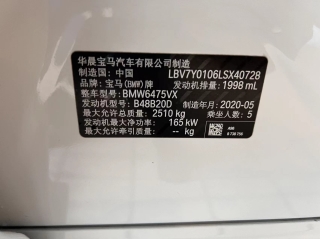 华晨宝马汽车有限公司制造
制造国：中国 LBV7Y0106LSX40728
品牌：宝马(BMW)牌 发动机排量：1998 mL
整车型号：BMW6475VX
发动机型号：B48B20D 制造年月：2020-05
最大允许总质量：2510 kg 乘坐人数：5
发动机最大净功率：165 kW
最大允许牵引质量：-- kg